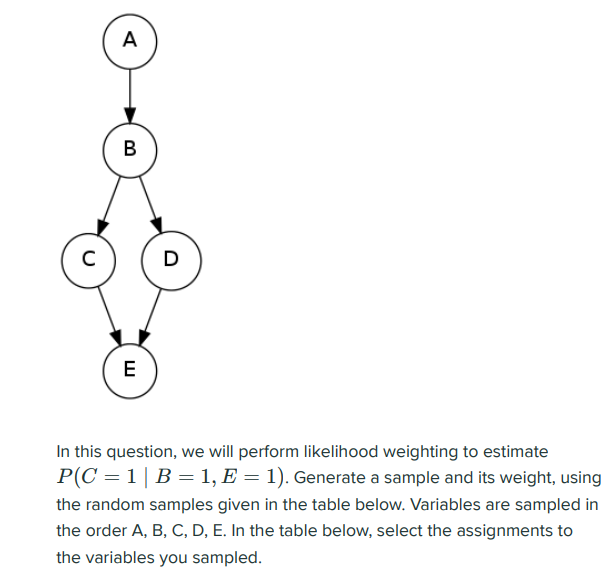 A
B
C D
E
In this question, we will perform likelihood weighting to estimate
P(C = 1 | B = 1, E = 1). Generate a sample and its weight, using
the random samples given in the table below. Variables are sampled in
the order A, B, C, D, E. In the table below, select the assignments to
the variables you sampled.